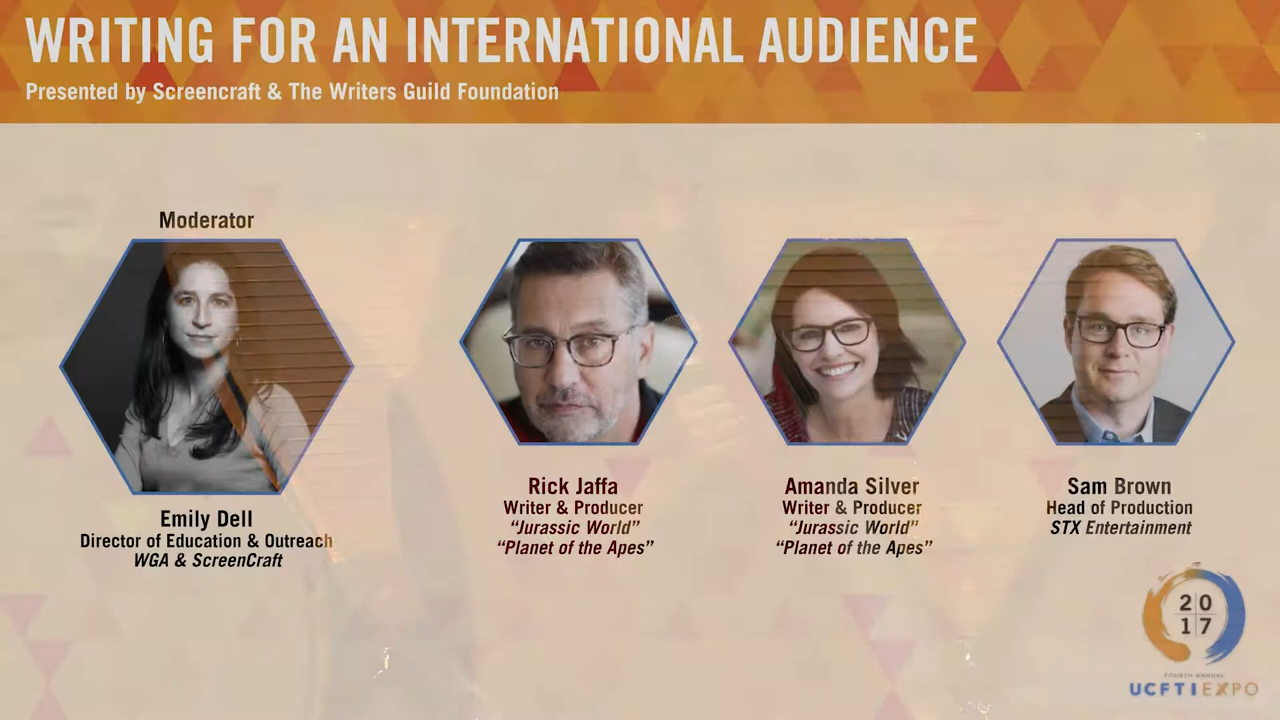 WRITING FOR AN INTERNATIONAL AUDIENCE
Presented by Screencraft & The Writers Guild Foundation
Moderator
Emily Dell
Director of Education & Outreach
WGA & ScreenCraft
Rick Jaffa
Writer & Producer
“Jurassic World”
“Planet of the Apes”
Amanda Silver
Writer & Producer
“Jurassic World”
“Planet of the Apes”
Sam Brown
Head of Production
STX Entertainment
20
17
FOURTH ANNUAL
UCFTI EXPO